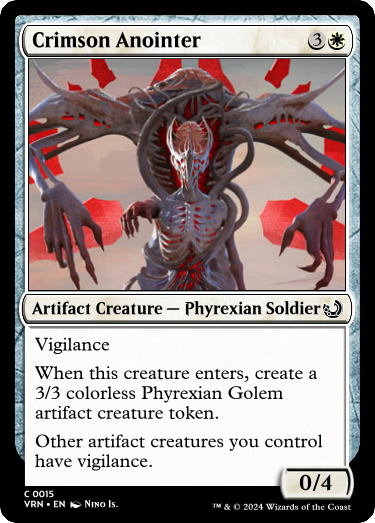 Crimson Anointer 3
Artifact Creature — Phyrexian Soldier
Vigilance
When this creature enters, create a
3/3 colorless Phyrexian Golem
artifact creature token.
Other artifact creatures you control
have vigilance.
0/4
C 0015
VRN • EN Nino Is.
™ & © 2024 Wizards of the Coast